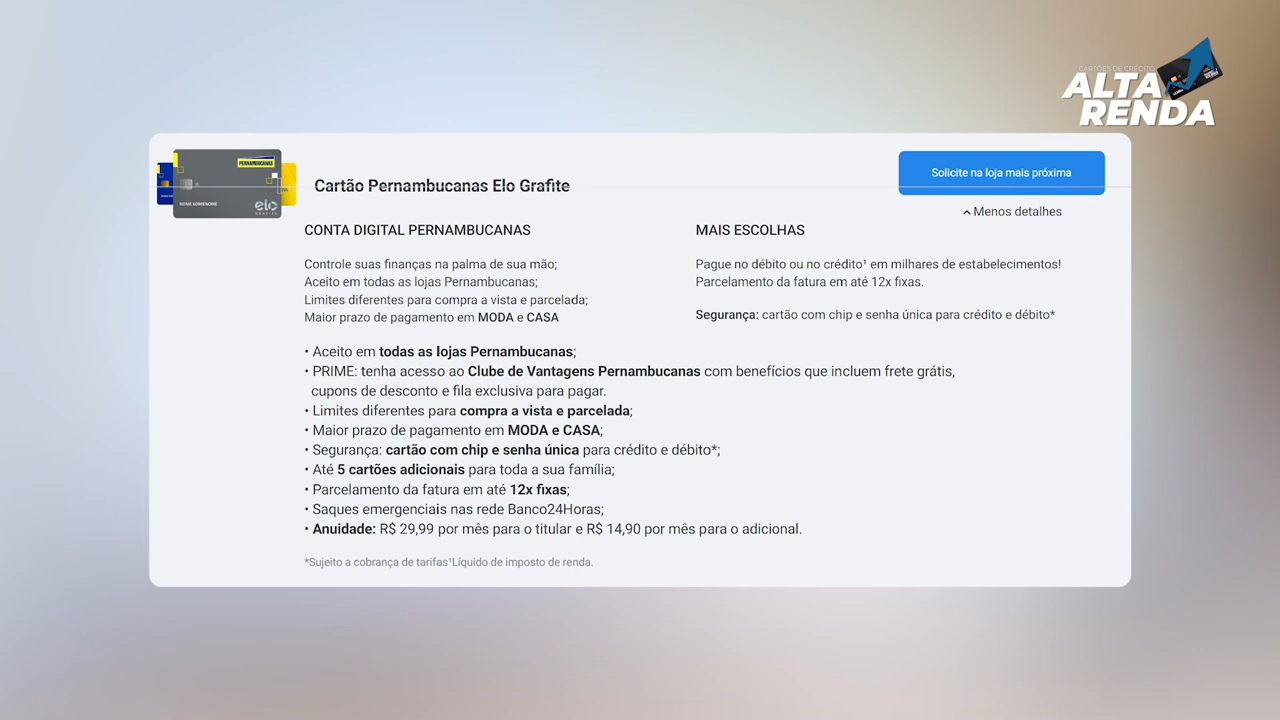 CARTÕES DE CRÉDITO
ALTA
RENDA
PERNAMBUCANAS
NOME SOBRENOME
elo
GRAFITE
Cartão Pernambucanas Elo Grafite
Solicite na loja mais próxima
Menos detalhes
CONTA DIGITAL PERNAMBUCANAS
Controle suas finanças na palma de sua mão;
Aceito em todas as lojas Pernambucanas;
Limites diferentes para compra a vista e parcelada;
Maior prazo de pagamento em MODA e CASA
MAIS ESCOLHAS
Pague no débito ou no crédito¹ em milhares de estabelecimentos!
Parcelamento da fatura em até 12x fixas.
Segurança: cartão com chip e senha única para crédito e débito*
• Aceito em todas as lojas Pernambucanas;
• PRIME: tenha acesso ao Clube de Vantagens Pernambucanas com benefícios que incluem frete grátis,
cupons de desconto e fila exclusiva para pagar.
• Limites diferentes para compra a vista e parcelada;
• Maior prazo de pagamento em MODA e CASA;
• Segurança: cartão com chip e senha única para crédito e débito*;
• Até 5 cartões adicionais para toda a sua família;
• Parcelamento da fatura em até 12x fixas;
• Saques emergenciais nas rede Banco24Horas;
• Anuidade: R$ 29,99 por mês para o titular e R$ 14,90 por mês para o adicional.
*Sujeito a cobrança de tarifas¹Líquido de imposto de renda.